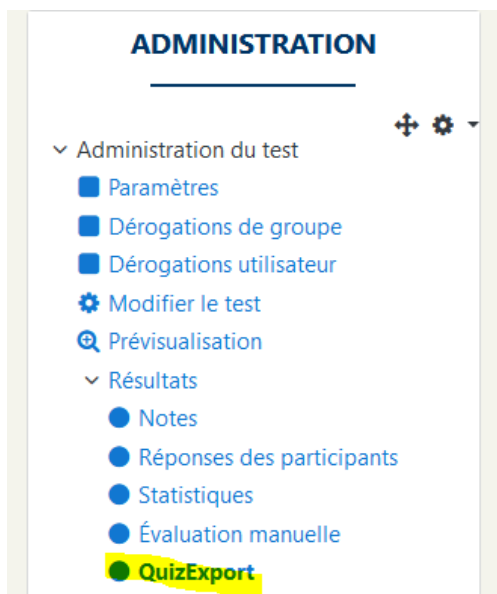 ADMINISTRATION
Administration du test
Paramètres
Dérogations de groupe
Dérogations utilisateur
Modifier le test
Prévisualisation
Résultats
Notes
Réponses des participants
Statistiques
Évaluation manuelle
QuizExport